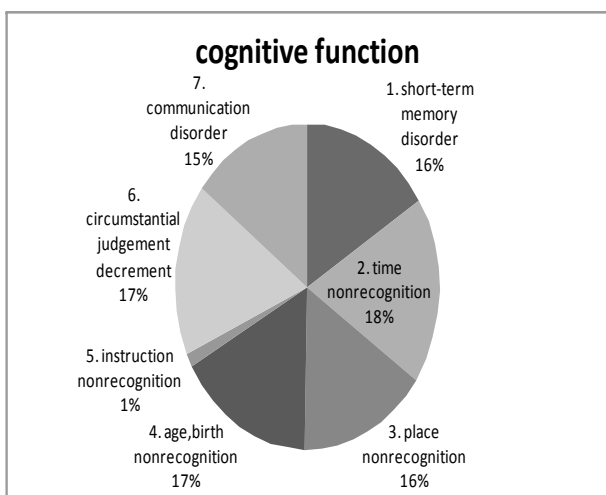 cognitive function
1. short-term
memory
disorder
16%
2. time
nonrecognition
18%
3. place
nonrecognition
16%
4. age,birth
nonrecognition
17%
5. instruction
nonrecognition
1%
6.
circumstantial
judgement
decrement
17%
7.
communication
disorder
15%